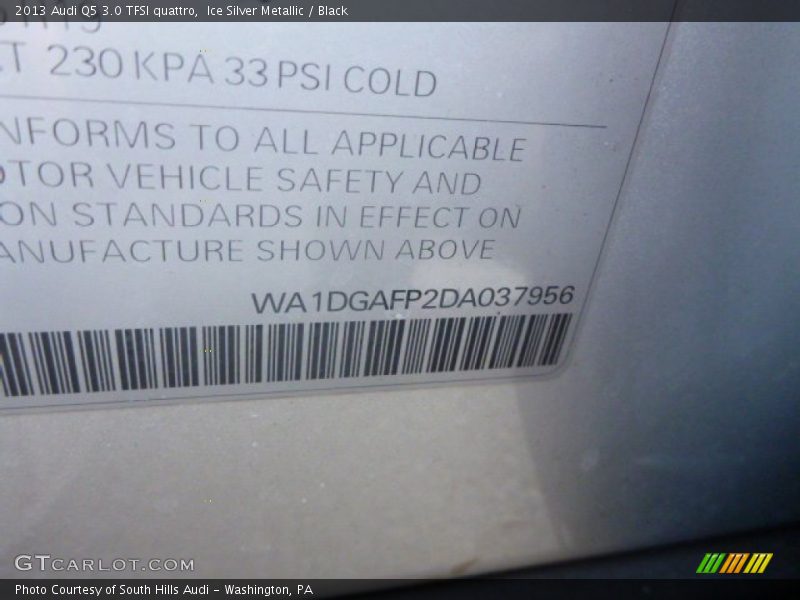 2013 Audi Q5 3.0 TFSI quattro,  Ice Silver Metallic / Black
230 KPA 33 PSI COLD
NFORMS TO ALL APPLICABLE
OTOR VEHICLE SAFETY AND
ON STANDARDS IN EFFECT ON
ANUFACTURE SHOWN ABOVE
WA1DGAFP2DA037956
GTCARLOT.COM
Photo Courtesy of South Hills Audi - Washington, PA